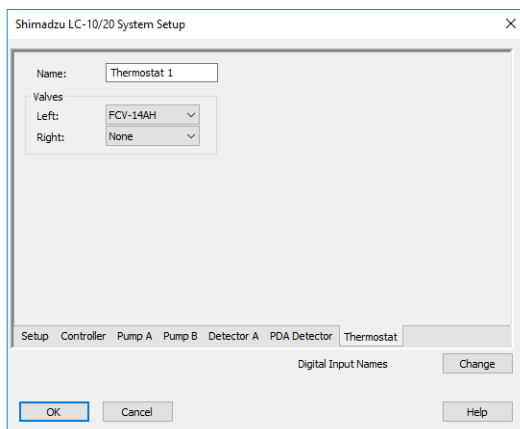 Shimadzu LC-10/20 System Setup
Name: Thermostat 1
Valves
Left: FCV-14AH
Right: None
Setup Controller Pump A Pump B Detector A PDA Detector Thermostat
Digital Input Names Change
OK Cancel Help